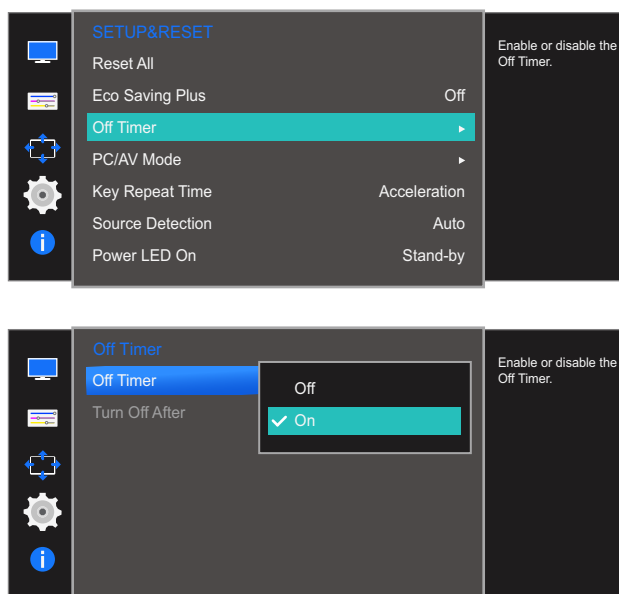 SETUP&RESET
Reset All
Eco Saving Plus Off
Off Timer
PC/AV Mode
Key Repeat Time Acceleration
Source Detection Auto
Power LED On Stand-by
Enable or disable the
Off Timer.
Off Timer
Off Timer Off
Turn Off After On
Enable or disable the
Off Timer.